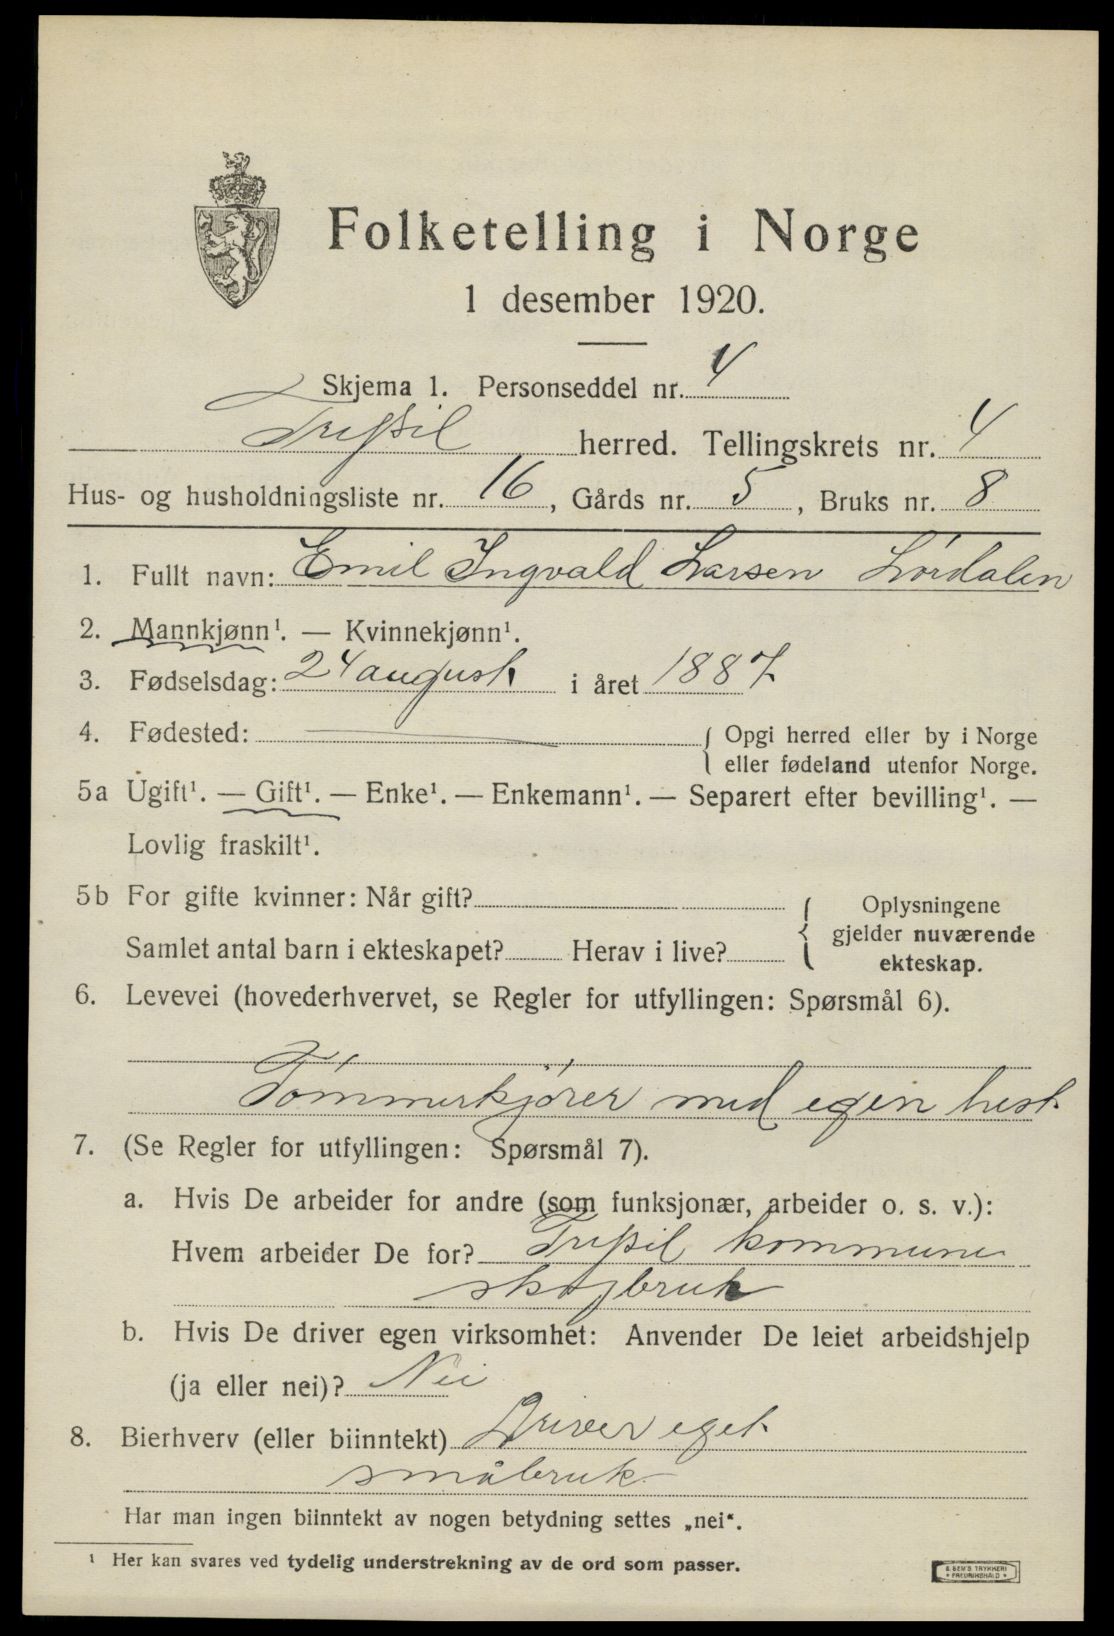 Folketelling i Norge
1 desember 1920.
Skjema 1. Personseddel nr. 4
Trysil herred. Tellingskrets nr. 4
Hus- og husholdningsliste nr. 16, Gårds nr. 5, Bruks nr. 8
1. Fullt navn: Emil Ingvald Larsen Lördalen
2. Mannkjønn¹. — Kvinnekjønn¹.
3. Fødselsdag: 24 august i året 1887
4. Fødested: { Opgi herred eller by i Norge
eller fødeland utenfor Norge.
5a Ugift¹. — Gift¹. — Enke¹. — Enkemann¹. — Separert efter bevilling¹. —
Lovlig fraskilt¹.
5b For gifte kvinner: Når gift? { Oplysningene
gjelder nuværende
Samlet antal barn i ekteskapet? Herav i live?
ekteskap.
6. Levevei (hovederhvervet, se Regler for utfyllingen: Spørsmål 6).
Tömmerkjörer med egen hest
7. (Se Regler for utfyllingen: Spørsmål 7).
a. Hvis De arbeider for andre (som funksjonær, arbeider o. s. v.):
Hvem arbeider De for? Trysil kommune
skogbruk
b. Hvis De driver egen virksomhet: Anvender De leiet arbeidshjelp
(ja eller nei)? Nei
8. Bierhverv (eller biinntekt) Driver eget
småbruk
Har man ingen biinntekt av nogen betydning settes „nei“.
¹ Her kan svares ved tydelig understrekning av de ord som passer.
E. SEM'S TRYKKERI
FREDRIKSHALD